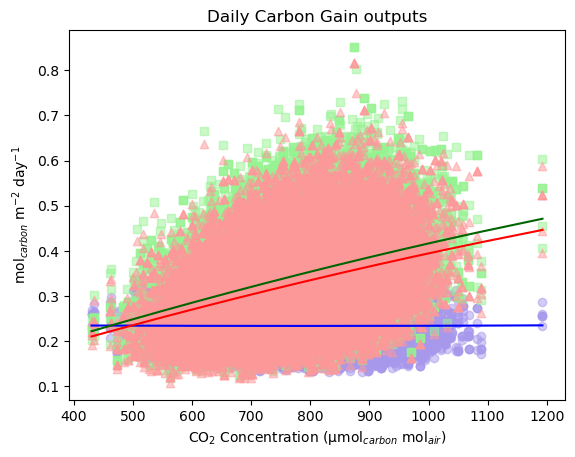 Daily Carbon Gain outputs
0.8
0.7
0.6
0.5
0.4
0.3
0.2
0.1
mol$_{carbon}$ m$^{-2}$ day$^{-1}$
400 500 600 700 800 900 1000 1100 1200
CO$_2$ Concentration (μmol$_{carbon}$ mol$_{air}$)